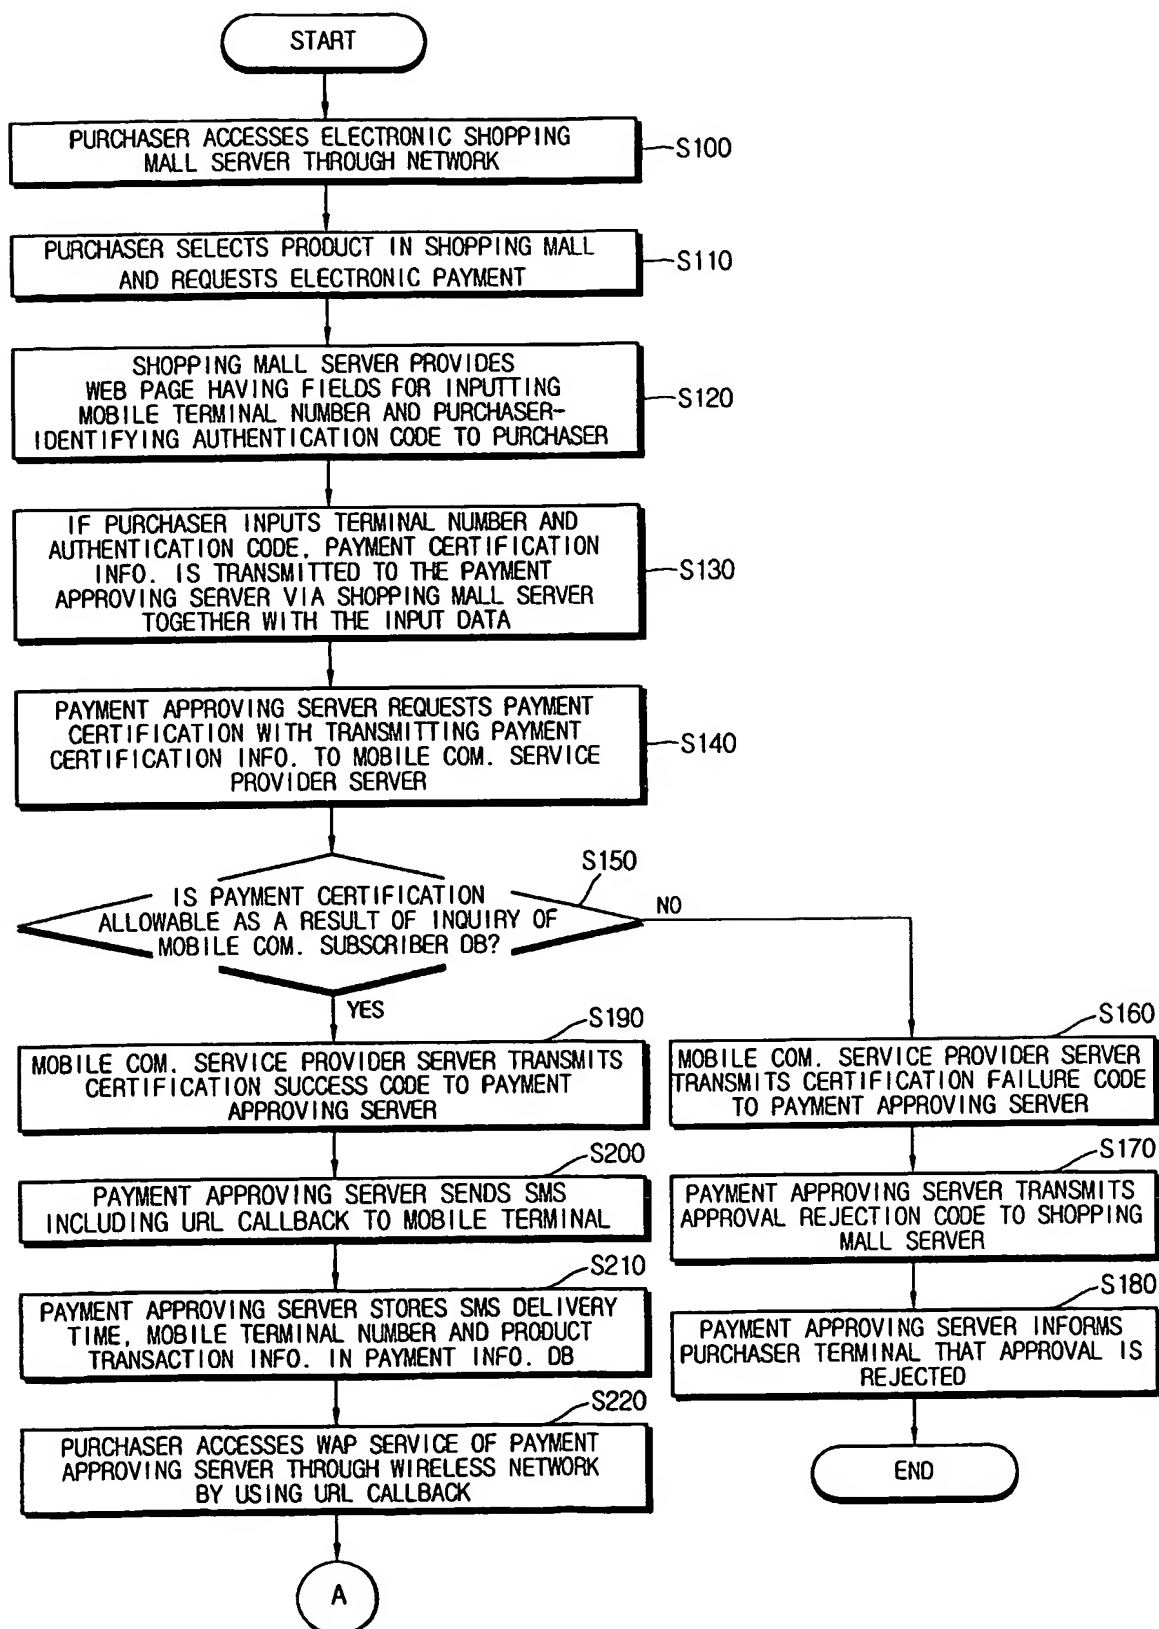 START
PURCHASER ACCESSES ELECTRONIC SHOPPING
MALL SERVER THROUGH NETWORK
S100
PURCHASER SELECTS PRODUCT IN SHOPPING MALL
AND REQUESTS ELECTRONIC PAYMENT
S110
SHOPPING MALL SERVER PROVIDES
WEB PAGE HAVING FIELDS FOR INPUTTING
MOBILE TERMINAL NUMBER AND PURCHASER-
IDENTIFYING AUTHENTICATION CODE TO PURCHASER
S120
IF PURCHASER INPUTS TERMINAL NUMBER AND
AUTHENTICATION CODE, PAYMENT CERTIFICATION
INFO. IS TRANSMITTED TO THE PAYMENT
APPROVING SERVER VIA SHOPPING MALL SERVER
TOGETHER WITH THE INPUT DATA
S130
PAYMENT APPROVING SERVER REQUESTS PAYMENT
CERTIFICATION WITH TRANSMITTING PAYMENT
CERTIFICATION INFO. TO MOBILE COM. SERVICE
PROVIDER SERVER
S140
S150
IS PAYMENT CERTIFICATION
ALLOWABLE AS A RESULT OF INQUIRY OF
MOBILE COM. SUBSCRIBER DB?
NO
YES
S190
MOBILE COM. SERVICE PROVIDER SERVER TRANSMITS
CERTIFICATION SUCCESS CODE TO PAYMENT
APPROVING SERVER
S200
PAYMENT APPROVING SERVER SENDS SMS
INCLUDING URL CALLBACK TO MOBILE TERMINAL
S210
PAYMENT APPROVING SERVER STORES SMS DELIVERY
TIME, MOBILE TERMINAL NUMBER AND PRODUCT
TRANSACTION INFO. IN PAYMENT INFO. DB
S220
PURCHASER ACCESSES WAP SERVICE OF PAYMENT
APPROVING SERVER THROUGH WIRELESS NETWORK
BY USING URL CALLBACK
A
S160
MOBILE COM. SERVICE PROVIDER SERVER
TRANSMITS CERTIFICATION FAILURE CODE
TO PAYMENT APPROVING SERVER
S170
PAYMENT APPROVING SERVER TRANSMITS
APPROVAL REJECTION CODE TO SHOPPING
MALL SERVER
S180
PAYMENT APPROVING SERVER INFORMS
PURCHASER TERMINAL THAT APPROVAL IS
REJECTED
END